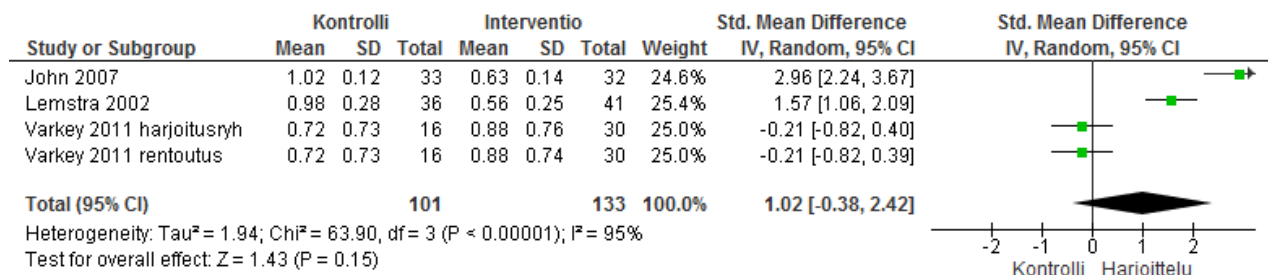 Kontrolli Interventio Std. Mean Difference Std. Mean Difference
Study or Subgroup Mean SD Total Mean SD Total Weight IV, Random, 95% CI IV, Random, 95% CI
John 2007 1.02 0.12 33 0.63 0.14 32 24.6% 2.96 [2.24, 3.67]
Lemstra 2002 0.98 0.28 36 0.56 0.25 41 25.4% 1.57 [1.06, 2.09]
Varkey 2011 harjoitusryh 0.72 0.73 16 0.88 0.76 30 25.0% -0.21 [-0.82, 0.40]
Varkey 2011 rentoutus 0.72 0.73 16 0.88 0.74 30 25.0% -0.21 [-0.82, 0.39]
Total (95% CI) 101 133 100.0% 1.02 [-0.38, 2.42]
Heterogeneity: Tau² = 1.94; Chi² = 63.90, df = 3 (P < 0.00001); I² = 95%
Test for overall effect: Z = 1.43 (P = 0.15)
-2 -1 0 1 2
Kontrolli Harjoittelu